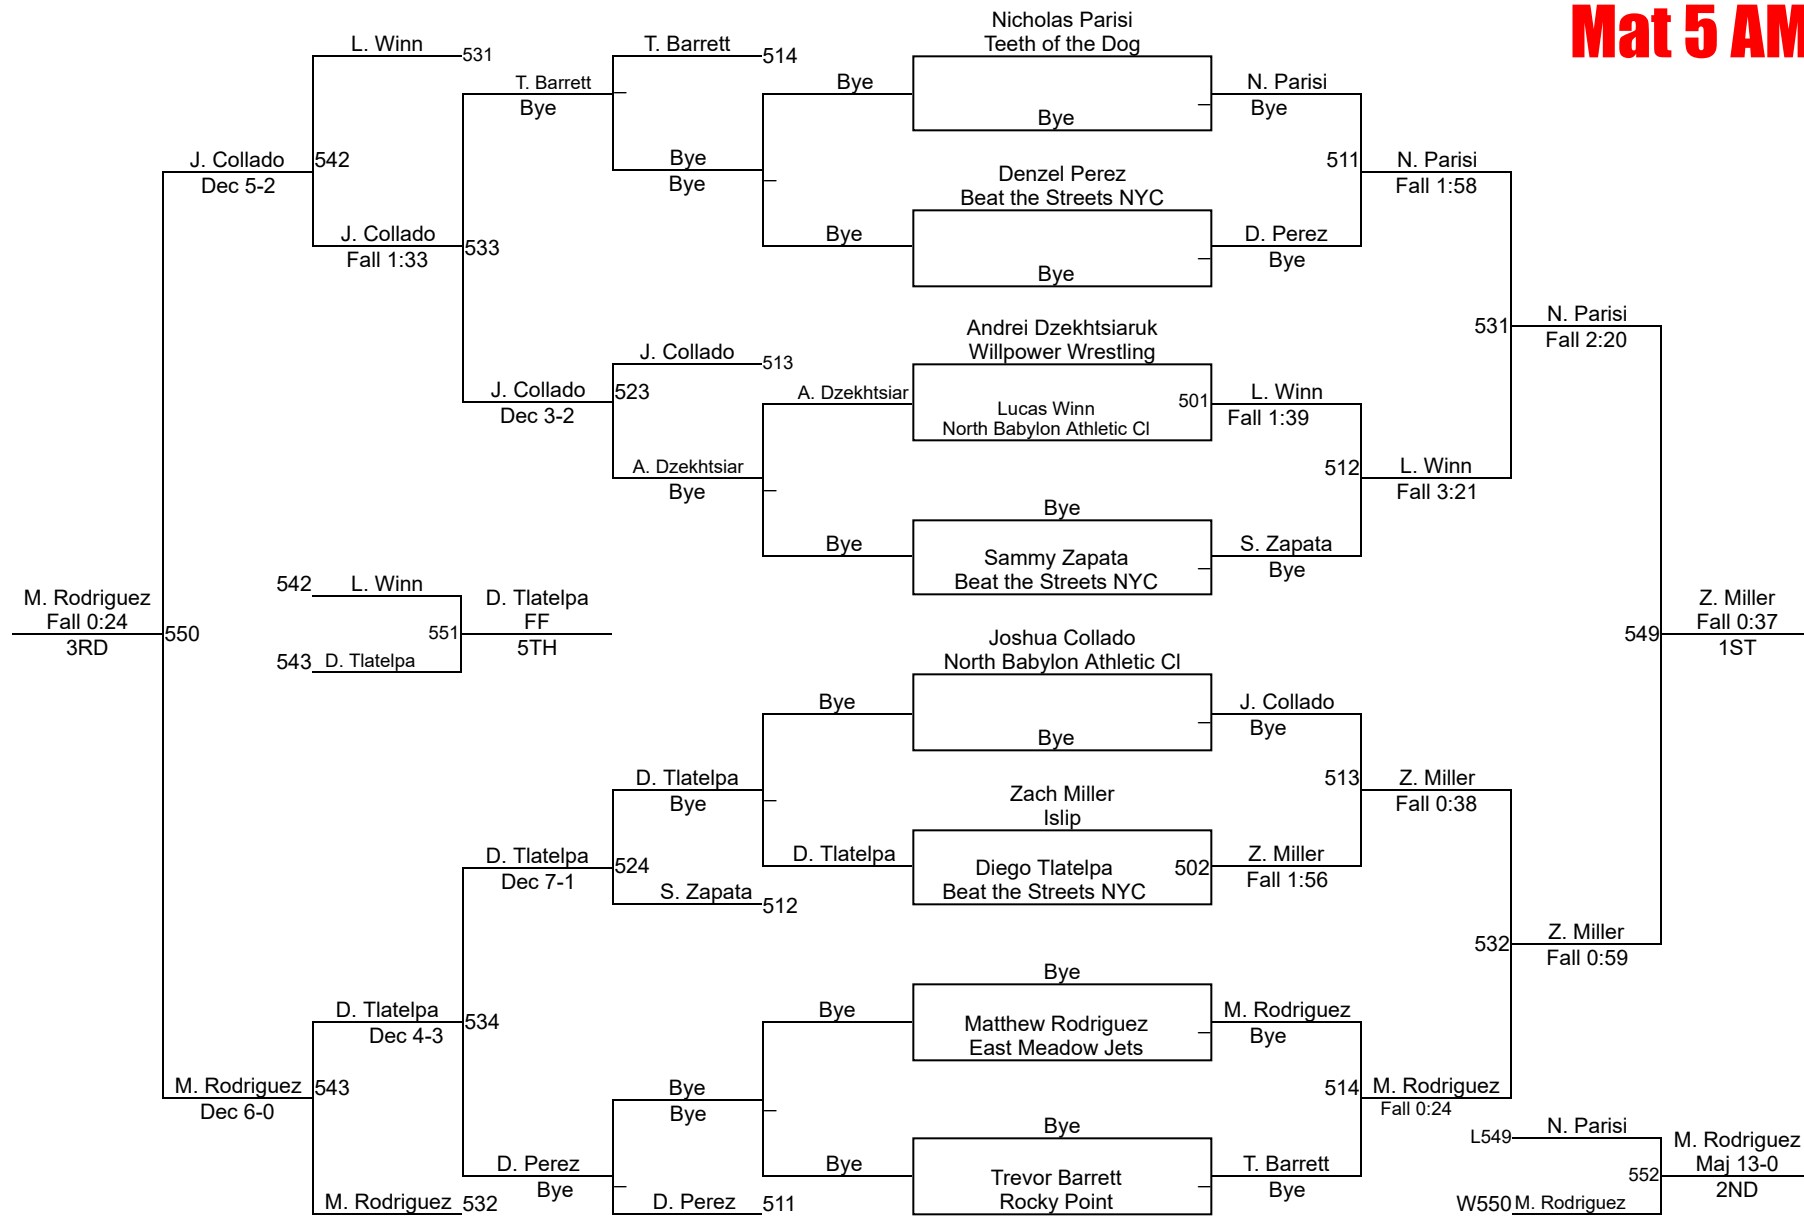 Mat 5 AM
Nicholas Parisi
Teeth of the Dog
L. Winn
531
T. Barrett
514
T. Barrett
Bye
Bye
Bye
N. Parisi
Bye
J. Collado
542
Dec 5-2
Bye
Bye
Denzel Perez
Beat the Streets NYC
511
N. Parisi
Fall 1:58
J. Collado
Fall 1:33
533
Bye
Bye
D. Perez
Bye
Andrei Dzekhtsiaruk
Willpower Wrestling
531
N. Parisi
Fall 2:20
J. Collado
513
J. Collado
Dec 3-2
523
A. Dzekhtsiar
Lucas Winn
North Babylon Athletic Cl
501
L. Winn
Fall 1:39
A. Dzekhtsiar
Bye
512
L. Winn
Fall 3:21
Bye
Bye
Sammy Zapata
Beat the Streets NYC
S. Zapata
Bye
M. Rodriguez
Fall 0:24
3RD
550
542
L. Winn
551
543
D. Tlatelpa
D. Tlatelpa
FF
5TH
549
Z. Miller
Fall 0:37
1ST
Joshua Collado
North Babylon Athletic Cl
Bye
Bye
J. Collado
Bye
D. Tlatelpa
Bye
Zach Miller
Islip
513
Z. Miller
Fall 0:38
D. Tlatelpa
Dec 7-1
524
D. Tlatelpa
Diego Tlatelpa
Beat the Streets NYC
502
Z. Miller
Fall 1:56
S. Zapata
512
532
Z. Miller
Fall 0:59
Bye
D. Tlatelpa
Dec 4-3
534
Bye
Matthew Rodriguez
East Meadow Jets
M. Rodriguez
Bye
M. Rodriguez
Dec 6-0
543
Bye
Bye
514
M. Rodriguez
Fall 0:24
Bye
D. Perez
Bye
Bye
Trevor Barrett
Rocky Point
T. Barrett
Bye
M. Rodriguez
532
D. Perez
511
L549
N. Parisi
552
W550
M. Rodriguez
M. Rodriguez
Maj 13-0
2ND